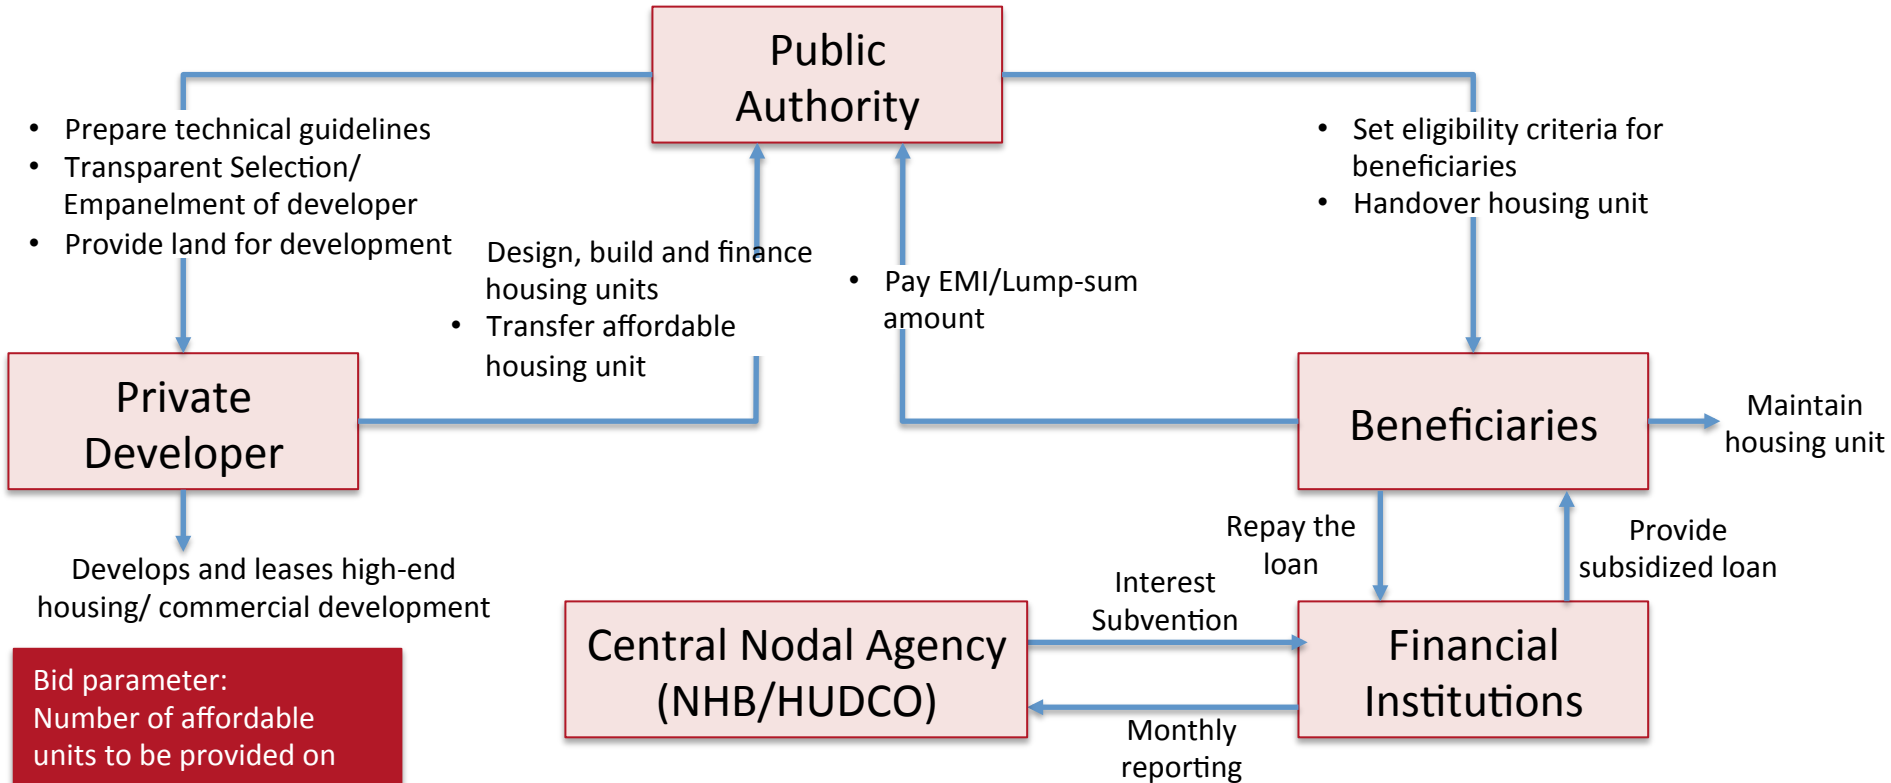 Public
Authority
• Prepare technical guidelines
• Transparent Selection/
Empanelment of developer
• Provide land for development
• Set eligibility criteria for
beneficiaries
• Handover housing unit
Design, build and finance
housing units
• Transfer affordable
housing unit
• Pay EMI/Lump-sum
amount
Private
Developer
Beneficiaries
Maintain
housing unit
Develops and leases high-end
housing/ commercial development
Repay the
loan
Provide
subsidized loan
Interest
Subvention
Central Nodal Agency
(NHB/HUDCO)
Financial
Institutions
Monthly
reporting
Bid parameter:
Number of affordable
units to be provided on